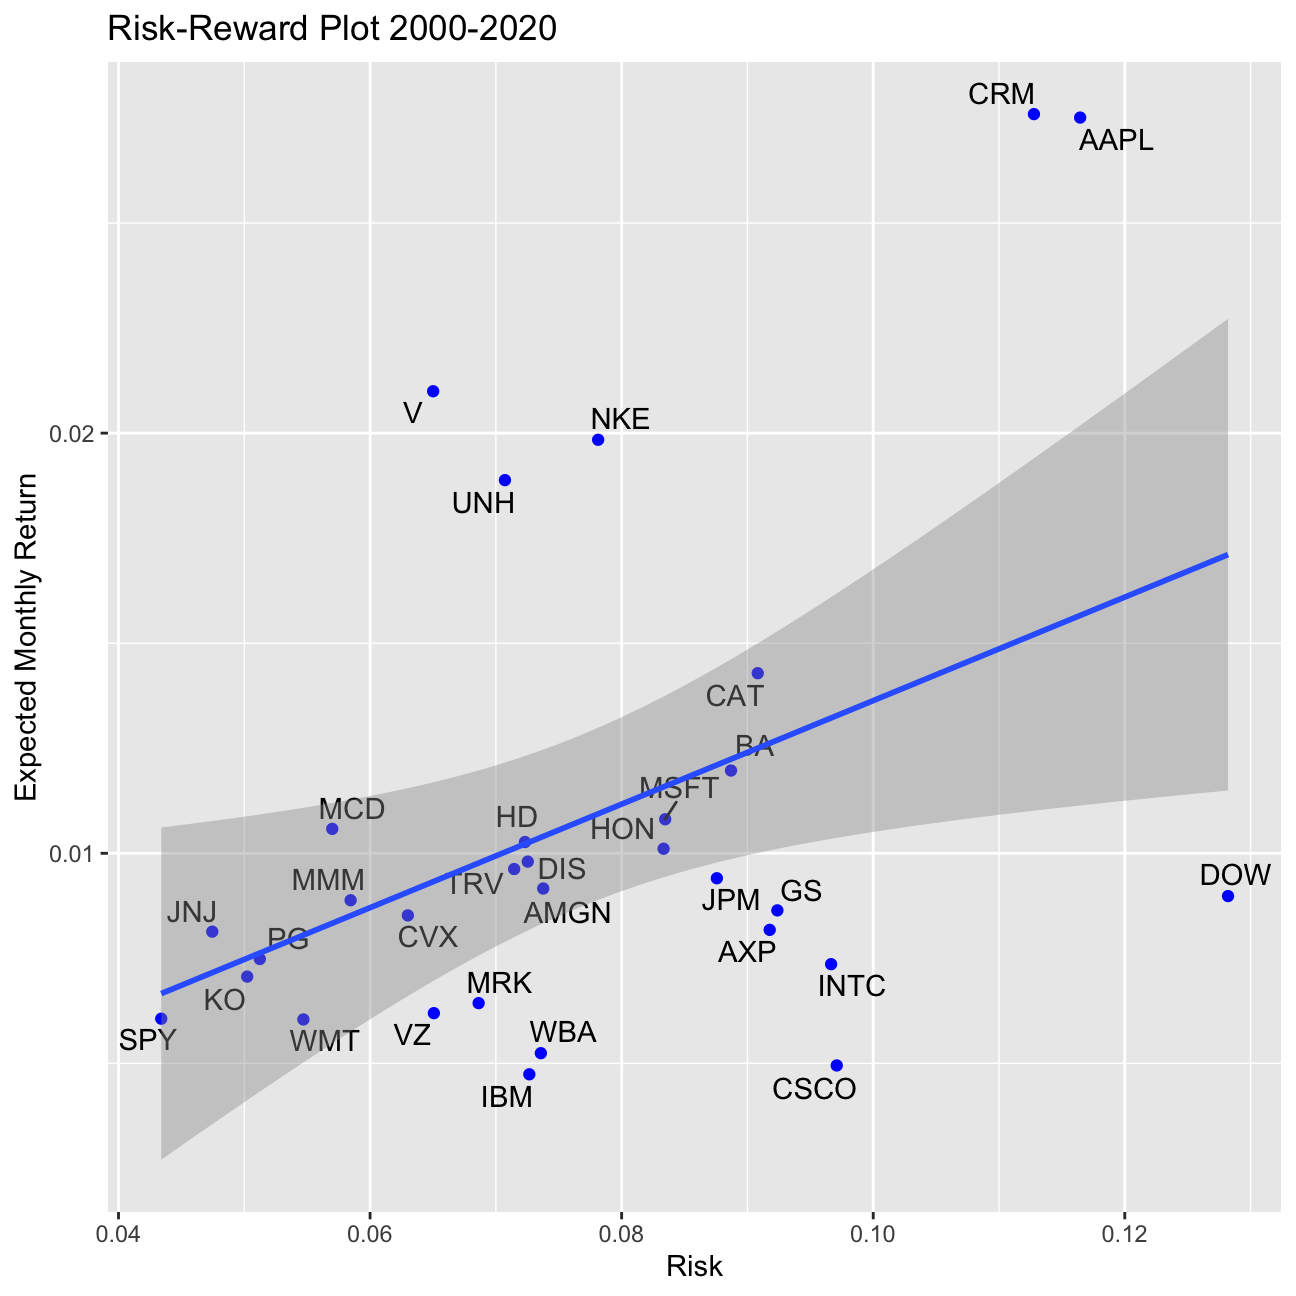 Risk-Reward Plot 2000-2020
CRM
AAPL
V
NKE
0.02
UNH
Expected Monthly Return
CAT
BA
MSFT
MCD
HD
HON
0.01
MMM
TRV
DIS
JPM
GS
DOW
JNJ
PG
CVX
AMGN
AXP
KO
MRK
INTC
SPY
WMT
VZ
WBA
IBM
CSCO
0.04 0.06 0.08 0.10 0.12
Risk